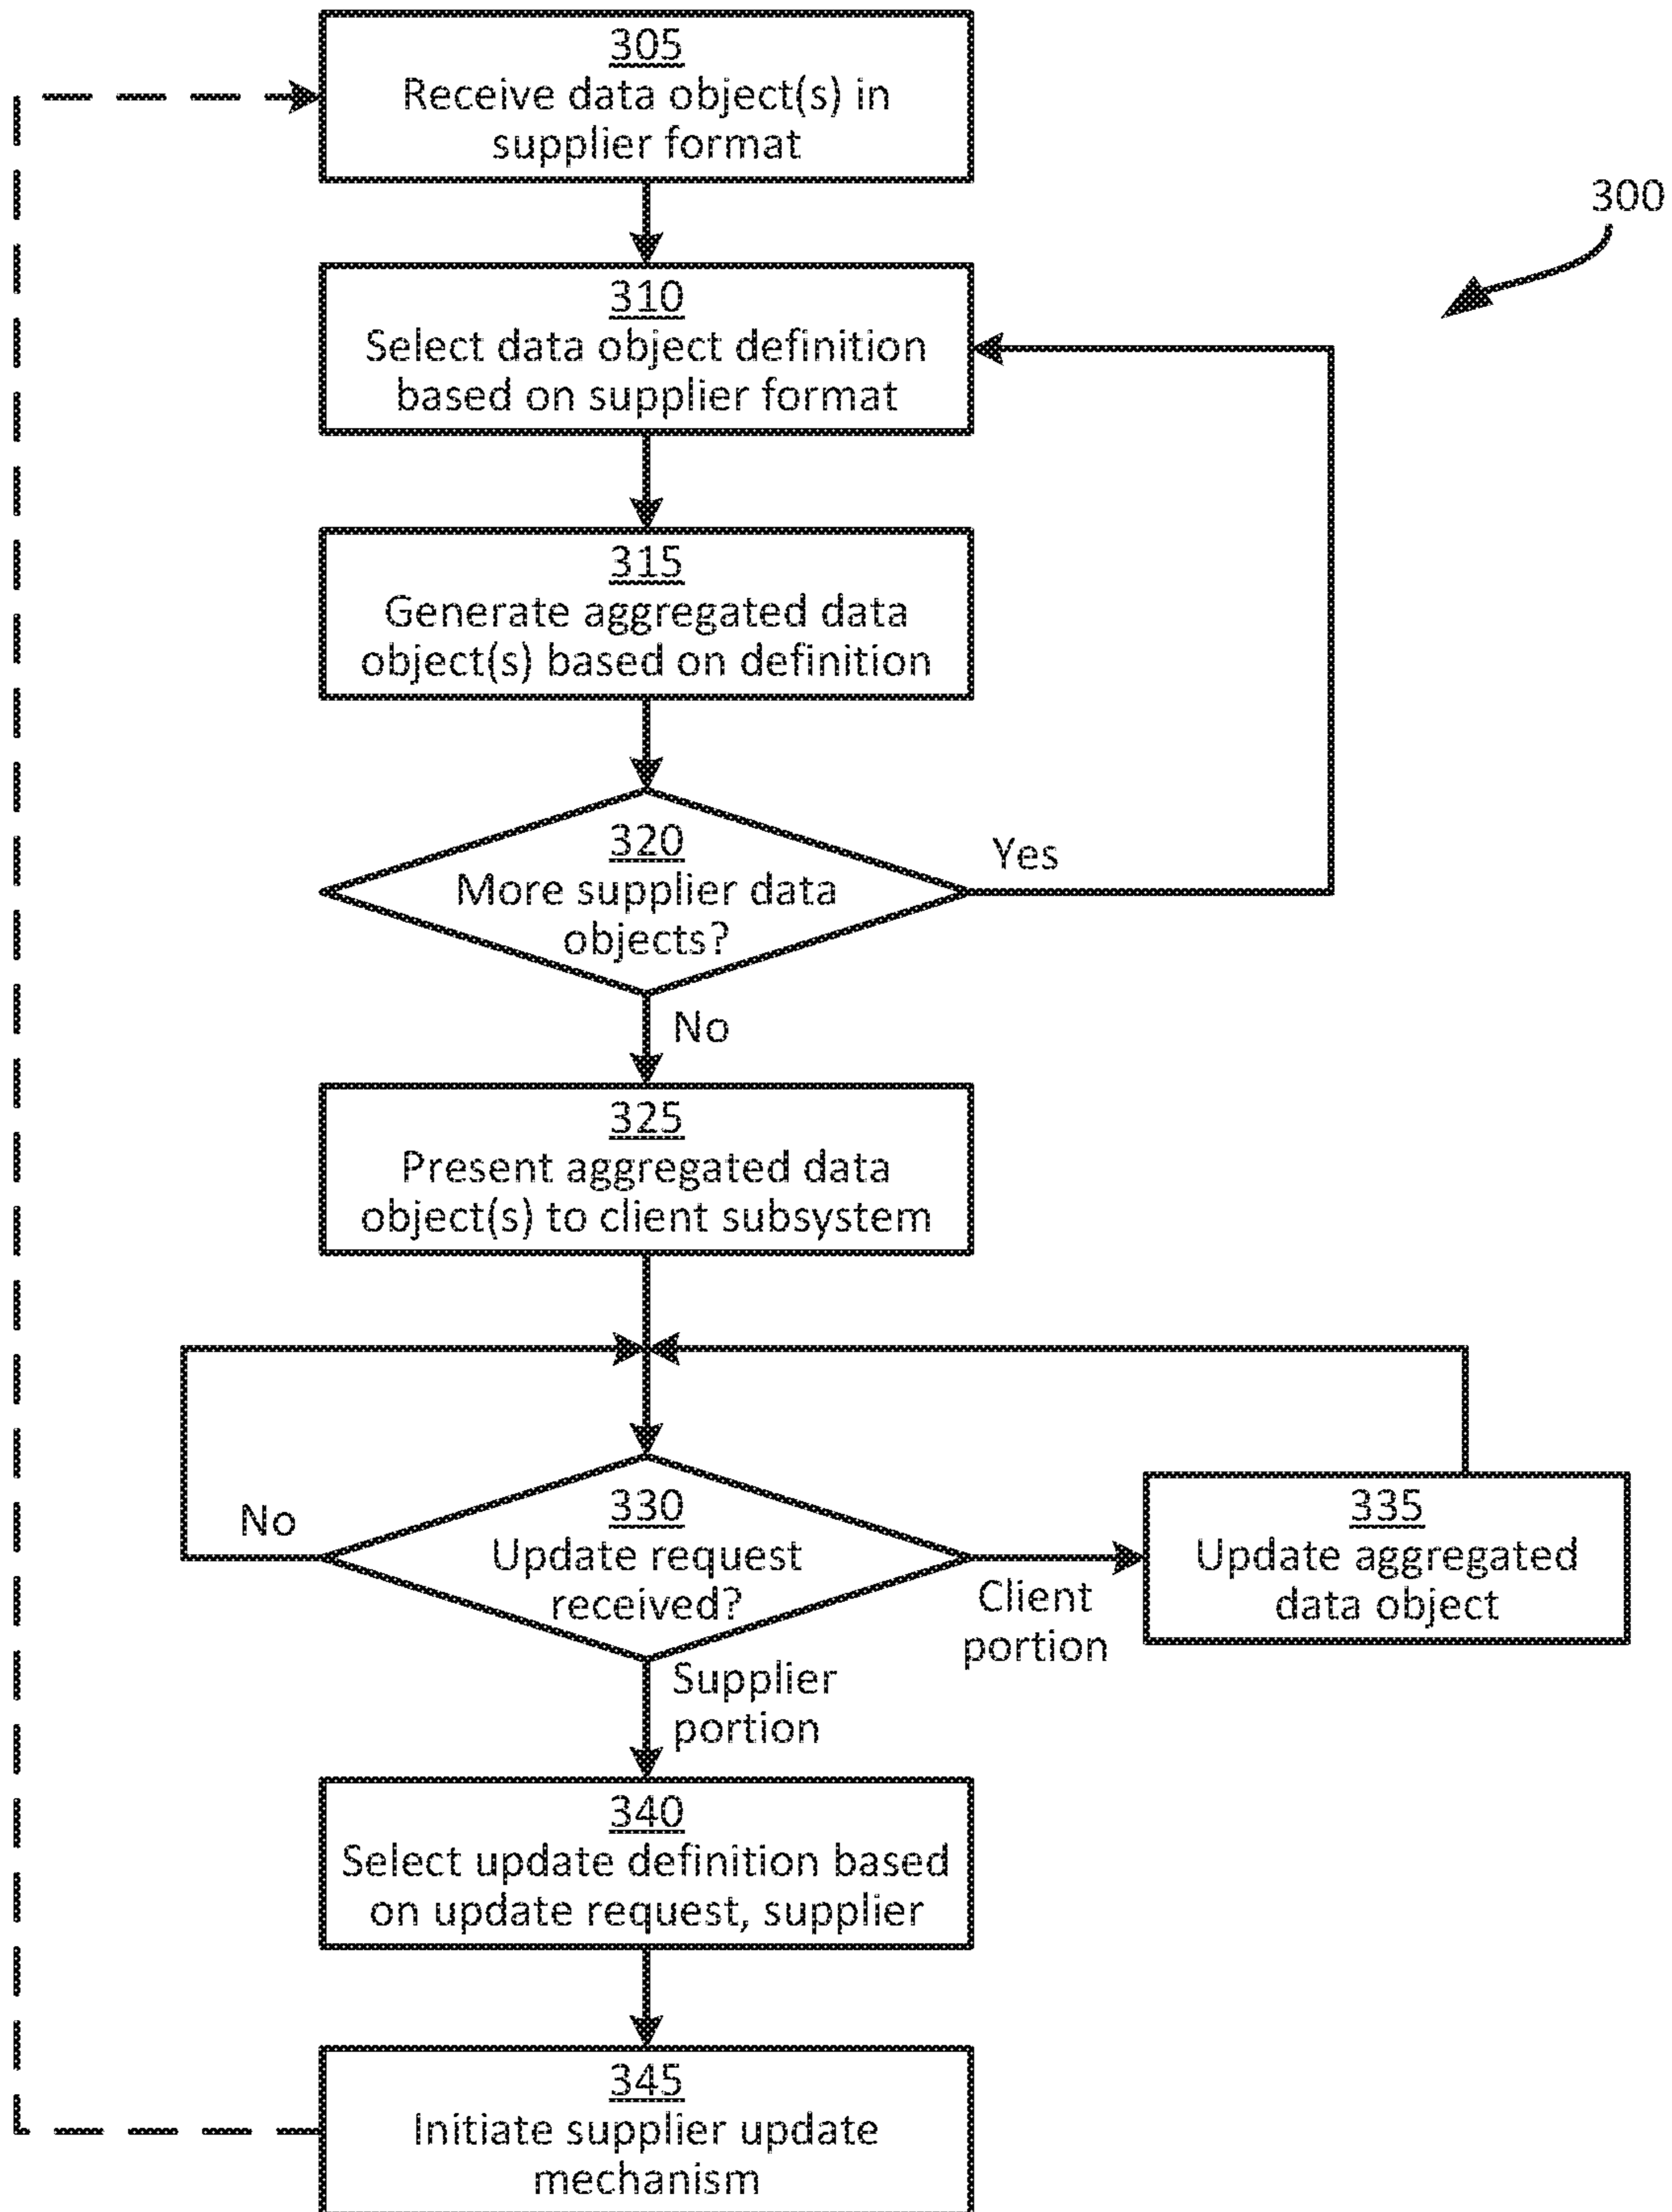 305
Receive data object(s) in
supplier format
300
310
Select data object definition
based on supplier format
315
Generate aggregated data
object(s) based on definition
320
More supplier data
objects?
Yes
No
325
Present aggregated data
object(s) to client subsystem
330
Update request
received?
No
Client
portion
335
Update aggregated
data object
Supplier
portion
340
Select update definition based
on update request, supplier
345
Initiate supplier update
mechanism